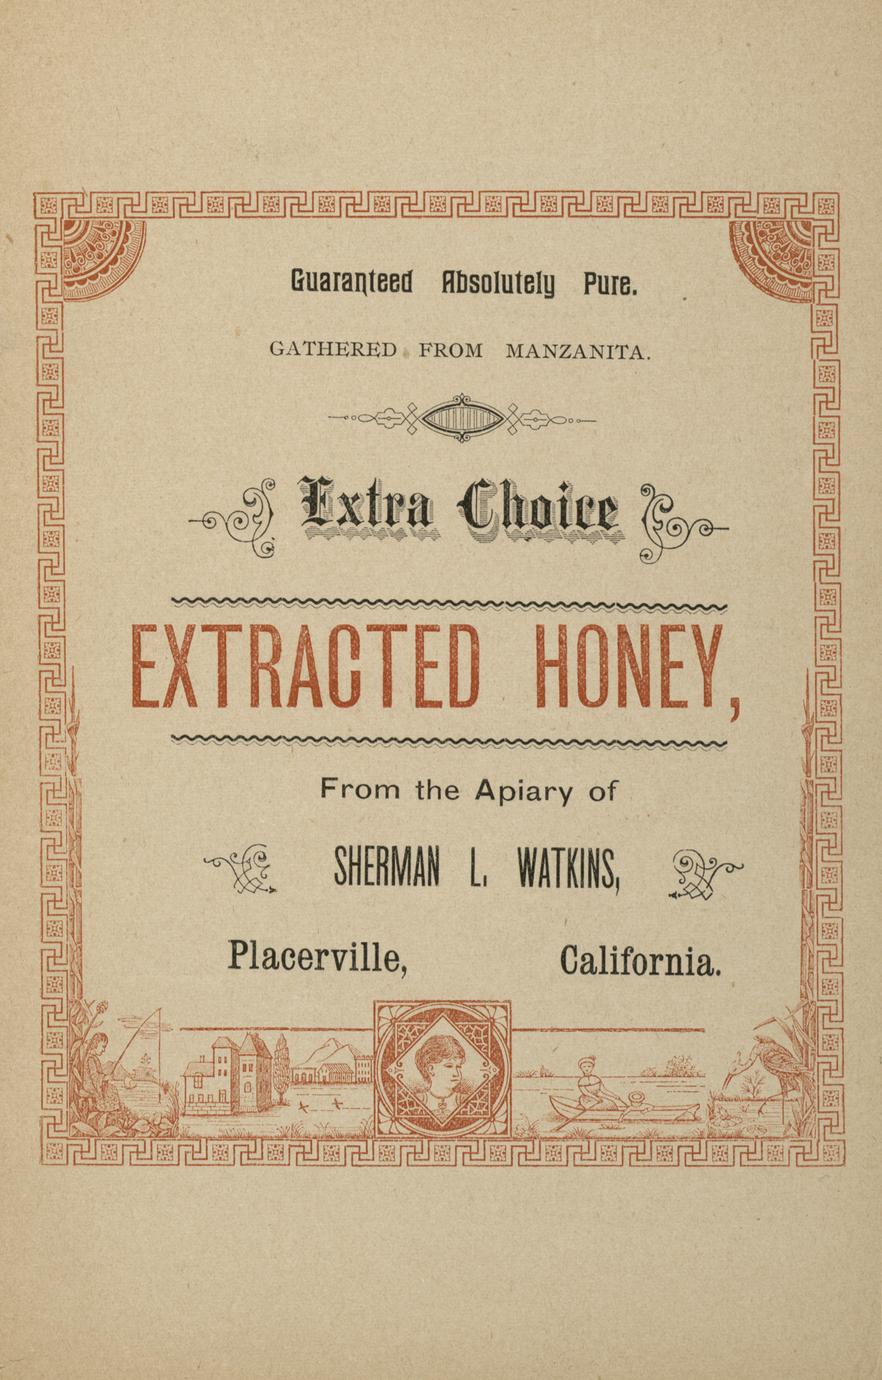 Guaranteed Absolutely Pure.
GATHERED FROM MANZANITA.
Extra Choice
EXTRACTED HONEY,
From the Apiary of
SHERMAN L. WATKINS,
Placerville, California.